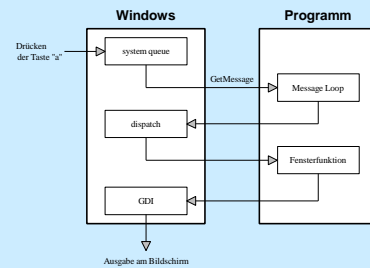 Windows
Programm
Drücken
der Taste "a"
system queue
GetMessage
Message Loop
dispatch
Fensterfunktion
GDI
Ausgabe am Bildschirm